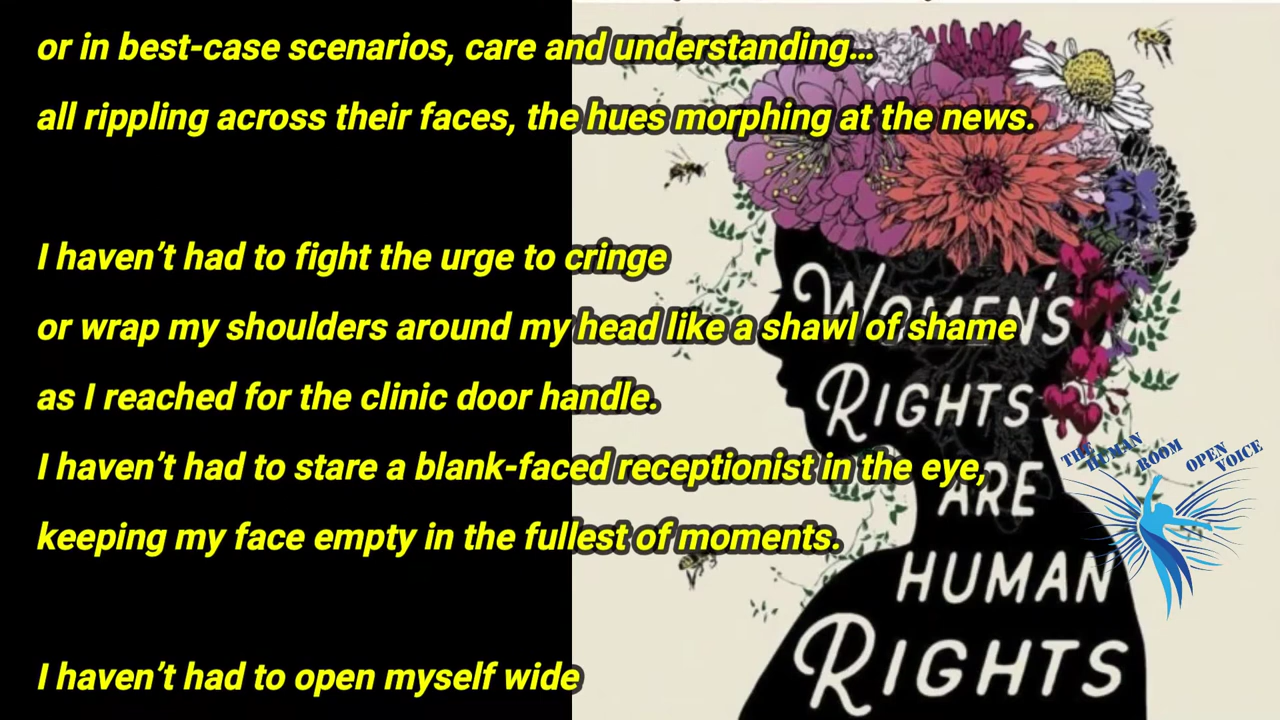 or in best-case scenarios, care and understanding...
all rippling across their faces, the hues morphing at the news.
I haven’t had to fight the urge to cringe
or wrap my shoulders around my head like a shawl of shame
as I reached for the clinic door handle.
I haven’t had to stare a blank-faced receptionist in the eye,
keeping my face empty in the fullest of moments.
I haven’t had to open myself wide
WOMEN'S
RIGHTS
ARE
HUMAN
RIGHTS
THE HUMAN ROOM OPEN VOICE